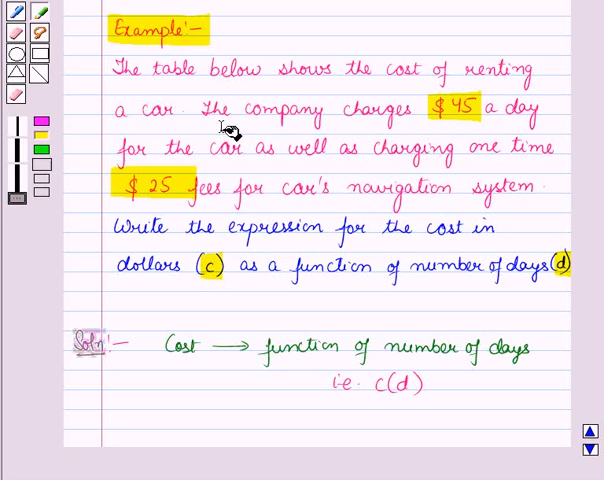 Example:-
The table below shows the cost of renting
a car. The company charges $45 a day
for the car as well as charging one time
$25 fees for car's navigation system.
Write the expression for the cost in
dollars (c) as a function of number of days (d)
Soln:- Cost → function of number of days
i.e. c(d)